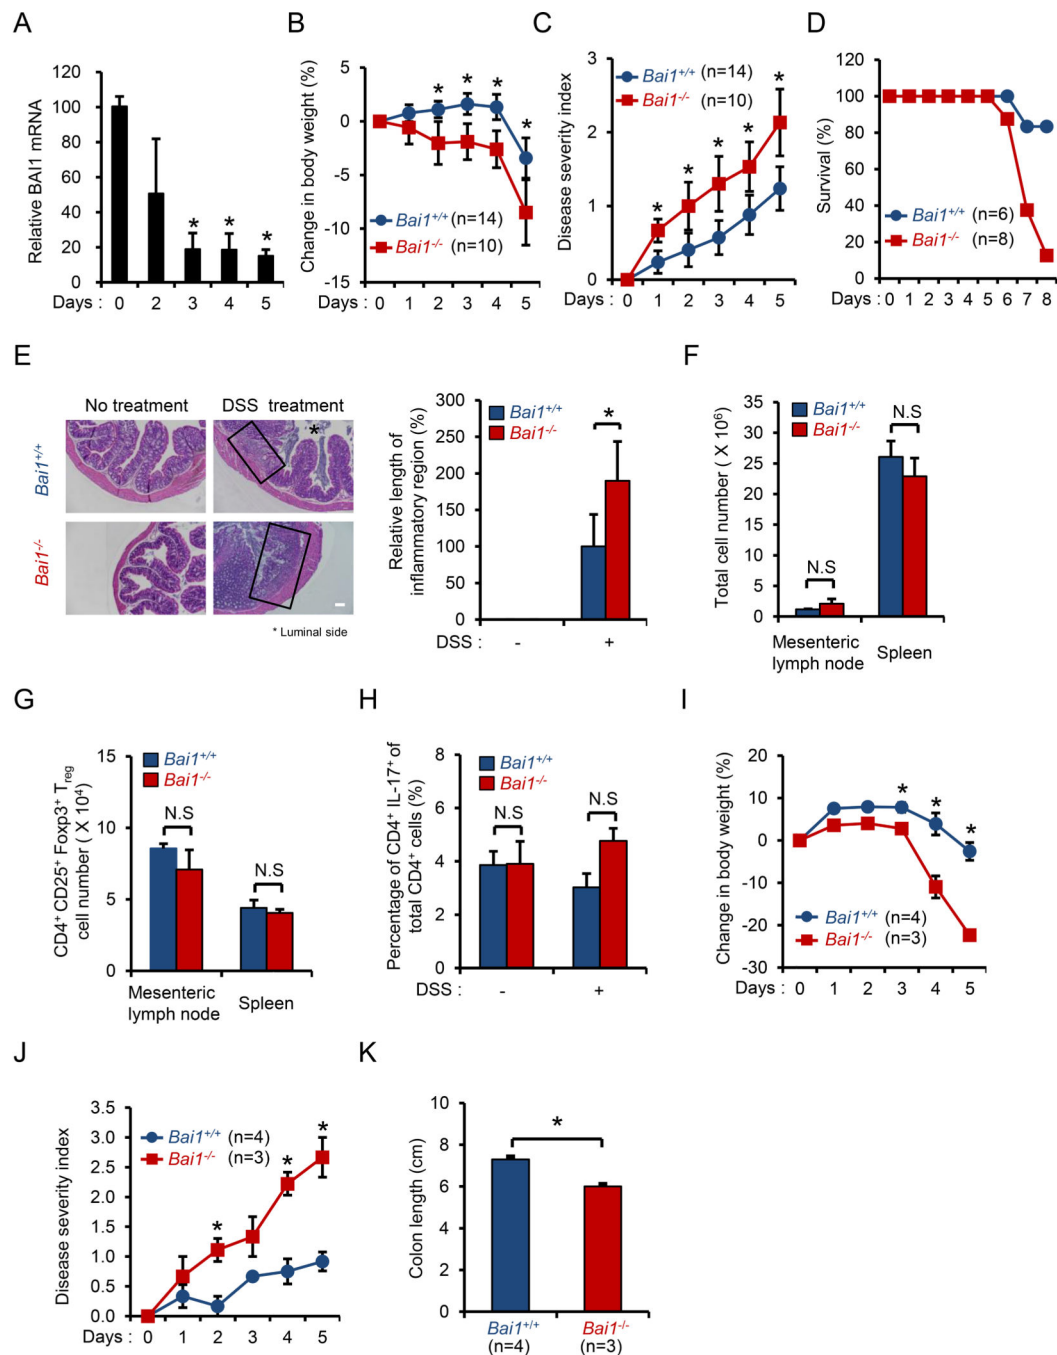 A
Relative BAI1 mRNA
120
100
80
60
40
20
0
* * *
Days : 0 2 3 4 5
B
Change in body weight (%)
5
0
-5
-10
-15
* * * *
Bai1+/+ (n=14)
Bai1-/- (n=10)
Days : 0 1 2 3 4 5
C
Disease severity index
3
2
1
0
Bai1+/+ (n=14)
Bai1-/- (n=10)
* * * * *
Days : 0 1 2 3 4 5
D
Survival (%)
120
100
80
60
40
20
0
Bai1+/+ (n=6)
Bai1-/- (n=8)
Days : 0 1 2 3 4 5 6 7 8
E
No treatment DSS treatment
Bai1+/+
Bai1-/-
*
* Luminal side
Relative length of
inflammatory region (%)
300
250
200
150
100
50
0
Bai1+/+
Bai1-/-
*
DSS : - +
F
Total cell number ( X 10⁶)
35
30
25
20
15
10
5
0
Bai1+/+
Bai1-/-
N.S
N.S
Mesenteric
lymph node
Spleen
G
CD4⁺ CD25⁺ Foxp3⁺ Treg
cell number ( X 10⁴)
15
10
5
0
Bai1+/+
Bai1-/-
N.S
N.S
Mesenteric
lymph node
Spleen
H
Percentage of CD4⁺ IL-17⁺ of
total CD4⁺ cells (%)
8
6
4
2
0
Bai1+/+
Bai1-/-
N.S N.S
DSS : - +
I
Change in body weight (%)
20
10
0
-10
-20
-30
* * *
Bai1+/+ (n=4)
Bai1-/- (n=3)
Days : 0 1 2 3 4 5
J
Disease severity index
3.5
3.0
2.5
2.0
1.5
1.0
0.5
0.0
Bai1+/+ (n=4)
Bai1-/- (n=3)
* * *
Days : 0 1 2 3 4 5
K
Colon length (cm)
10
8
6
4
2
0
*
Bai1+/+ Bai1-/-
(n=4) (n=3)